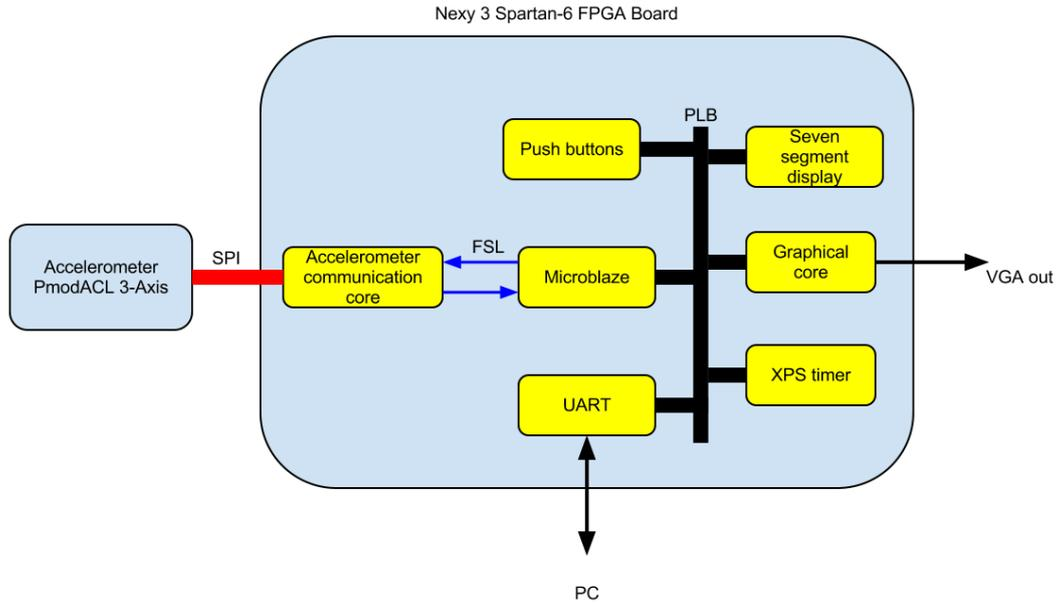 Nexy 3 Spartan-6 FPGA Board
PLB
Push buttons
Seven
segment
display
Accelerometer
PmodACL 3-Axis
SPI
Accelerometer
communication
core
FSL
Microblaze
Graphical
core
VGA out
XPS timer
UART
PC